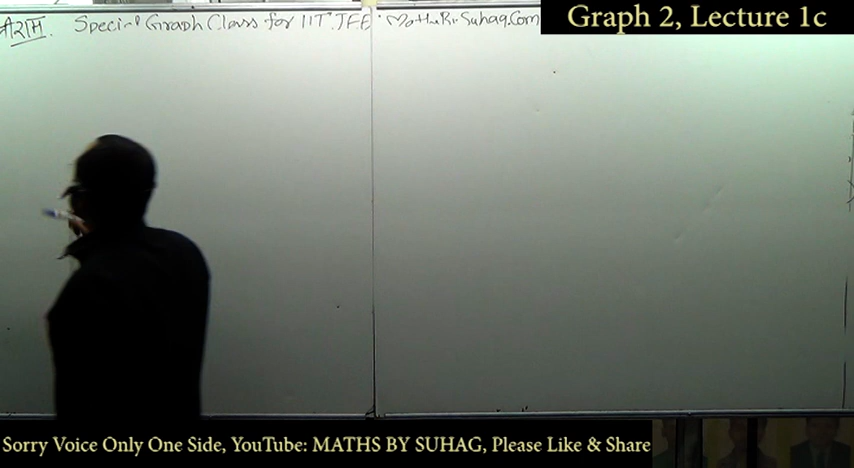 Graph 2, Lecture 1c
Special Graph Class for IIT. JEE.
Sorry Voice Only One Side, YouTube: MATHS BY SUHAG, Please Like & Share